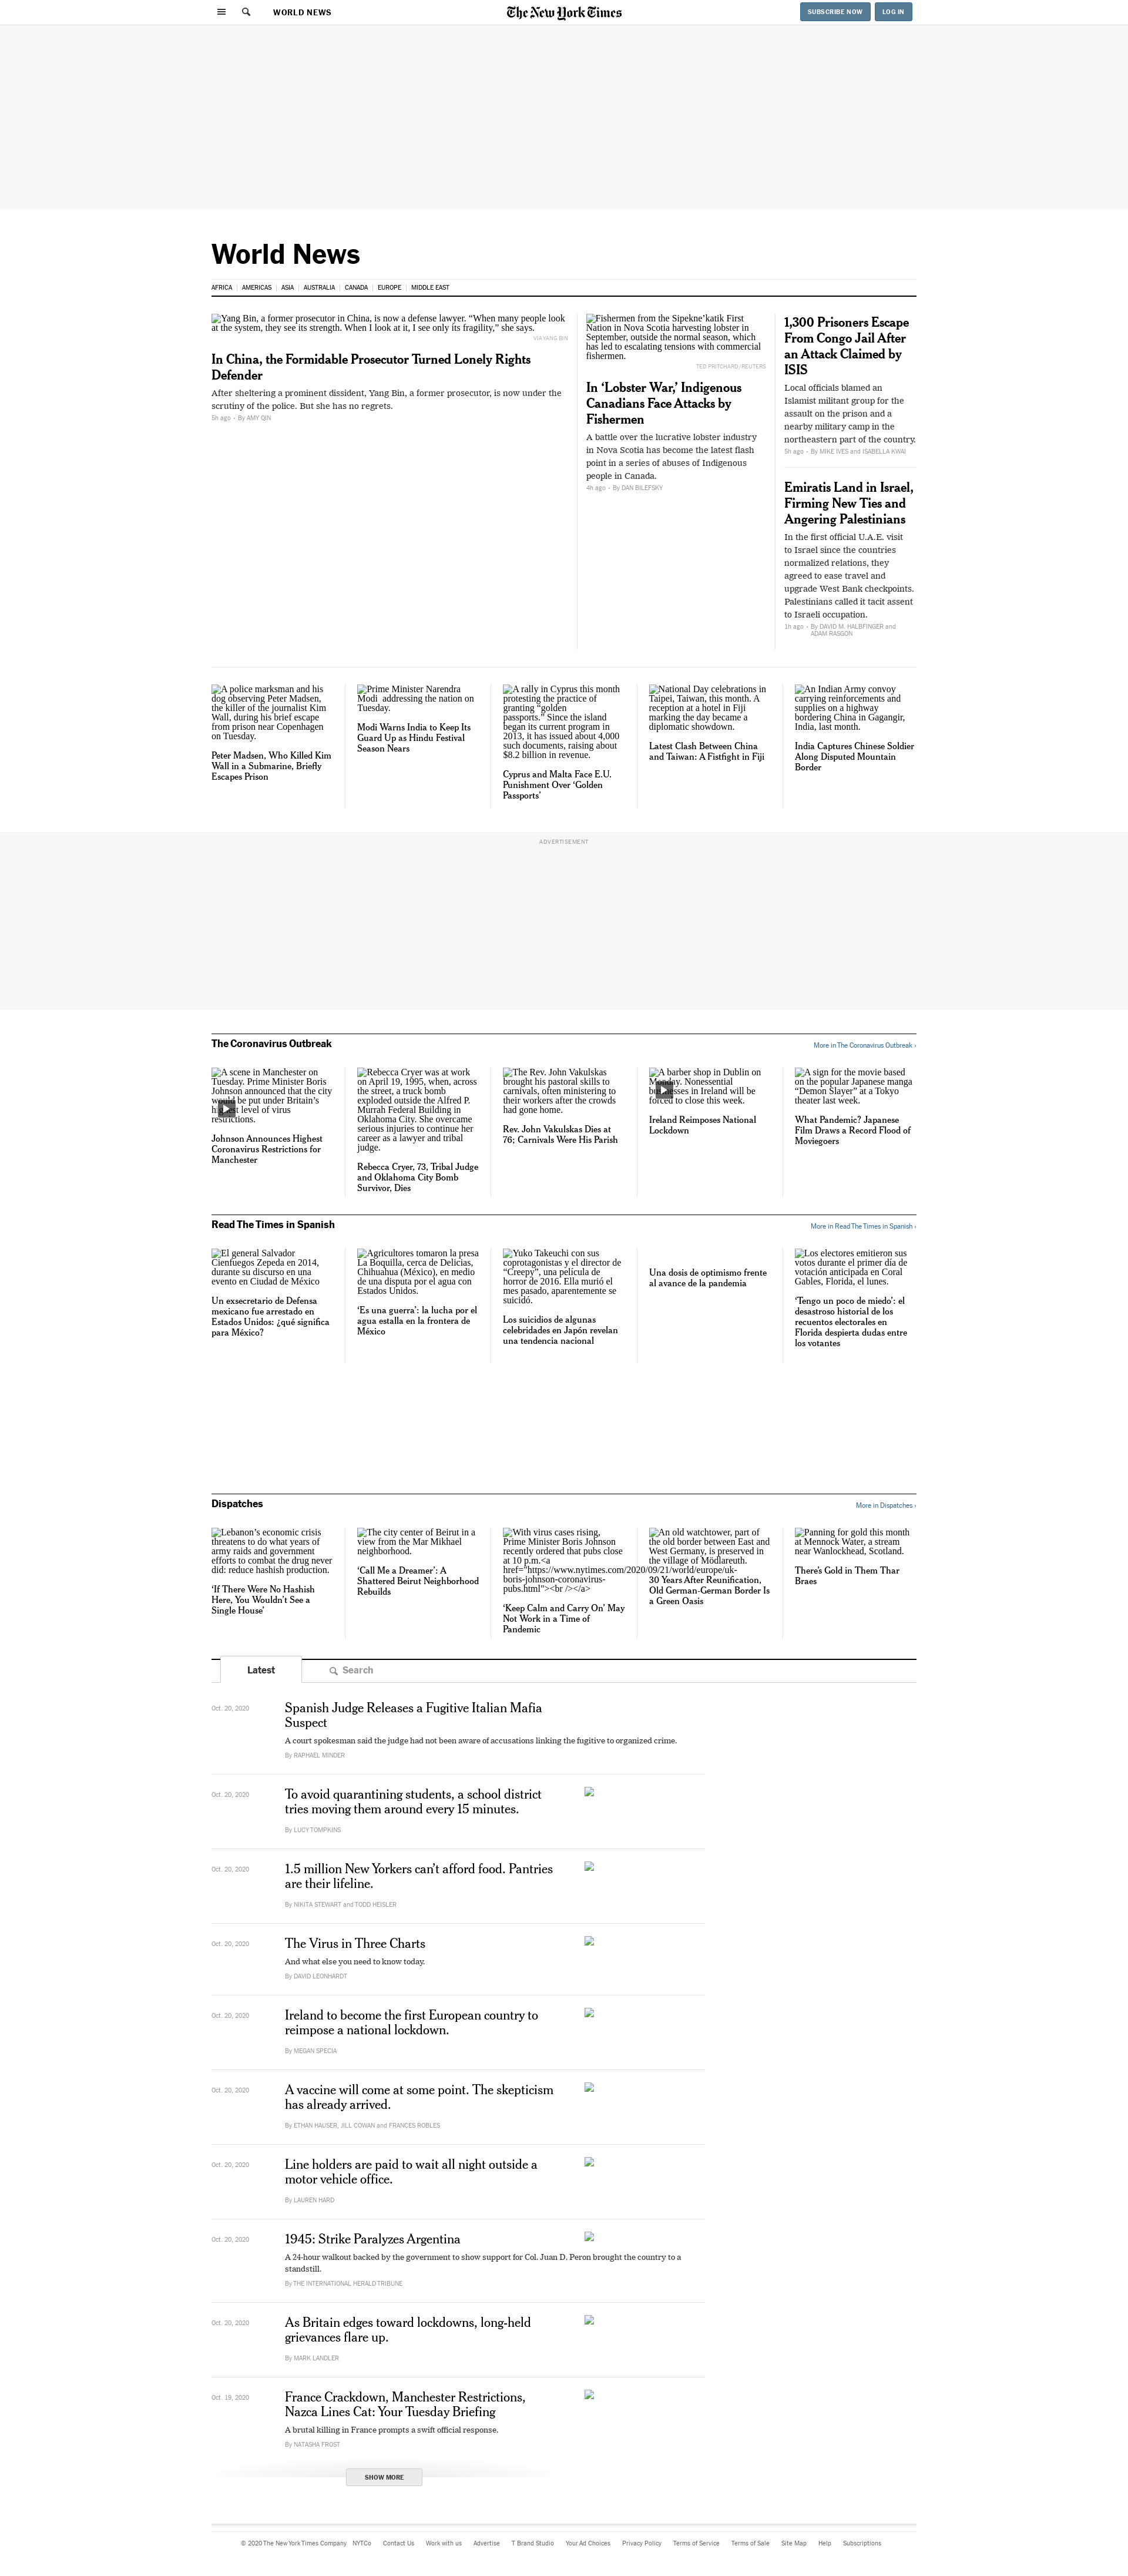 WORLD NEWS
The New York Times
SUBSCRIBE NOW
LOG IN
World News
AFRICA
AMERICAS
ASIA
AUSTRALIA
CANADA
EUROPE
MIDDLE EAST
Yang Bin, a former prosecutor in China, is now a defense lawyer. “When many people look
at the system, they see its strength. When I look at it, I see only its fragility,” she says.
VIA YANG BIN
In China, the Formidable Prosecutor Turned Lonely Rights
Defender
After sheltering a prominent dissident, Yang Bin, a former prosecutor, is now under the
scrutiny of the police. But she has no regrets.
5h ago • By AMY QIN
Fishermen from the Sipekne’katik First
Nation in Nova Scotia harvesting lobster in
September, outside the normal season, which
has led to escalating tensions with commercial
fishermen.
TED PRITCHARD/REUTERS
In ‘Lobster War,’ Indigenous
Canadians Face Attacks by
Fishermen
A battle over the lucrative lobster industry
in Nova Scotia has become the latest flash
point in a series of abuses of Indigenous
people in Canada.
4h ago • By DAN BILEFSKY
1,300 Prisoners Escape
From Congo Jail After
an Attack Claimed by
ISIS
Local officials blamed an
Islamist militant group for the
assault on the prison and a
nearby military camp in the
northeastern part of the country.
5h ago • By MIKE IVES and ISABELLA KWAI
Emiratis Land in Israel,
Firming New Ties and
Angering Palestinians
In the first official U.A.E. visit
to Israel since the countries
normalized relations, they
agreed to ease travel and
upgrade West Bank checkpoints.
Palestinians called it tacit assent
to Israeli occupation.
1h ago • By DAVID M. HALBFINGER and
ADAM RASGON
A police marksman and his
dog observing Peter Madsen,
the killer of the journalist Kim
Wall, during his brief escape
from prison near Copenhagen
on Tuesday.
Peter Madsen, Who Killed Kim
Wall in a Submarine, Briefly
Escapes Prison
Prime Minister Narendra
Modi addressing the nation on
Tuesday.
Modi Warns India to Keep Its
Guard Up as Hindu Festival
Season Nears
A rally in Cyprus this month
protesting the practice of
granting “golden
passports.” Since the island
began its current program in
2013, it has issued about 4,000
such documents, raising about
$8.2 billion in revenue.
Cyprus and Malta Face E.U.
Punishment Over ‘Golden
Passports’
National Day celebrations in
Taipei, Taiwan, this month. A
reception at a hotel in Fiji
marking the day became a
diplomatic showdown.
Latest Clash Between China
and Taiwan: A Fistfight in Fiji
An Indian Army convoy
carrying reinforcements and
supplies on a highway
bordering China in Gagangir,
India, last month.
India Captures Chinese Soldier
Along Disputed Mountain
Border
ADVERTISEMENT
The Coronavirus Outbreak
More in The Coronavirus Outbreak ›
A scene in Manchester on
Tuesday. Prime Minister Boris
Johnson announced that the city
be put under Britain’s
level of virus
restrictions.
Johnson Announces Highest
Coronavirus Restrictions for
Manchester
Rebecca Cryer was at work
on April 19, 1995, when, across
the street, a truck bomb
exploded outside the Alfred P.
Murrah Federal Building in
Oklahoma City. She overcame
serious injuries to continue her
career as a lawyer and tribal
judge.
Rebecca Cryer, 73, Tribal Judge
and Oklahoma City Bomb
Survivor, Dies
The Rev. John Vakulskas
brought his pastoral skills to
carnivals, often ministering to
their workers after the crowds
had gone home.
Rev. John Vakulskas Dies at
76; Carnivals Were His Parish
A barber shop in Dublin on
Nonessential
in Ireland will be
forced to close this week.
Ireland Reimposes National
Lockdown
A sign for the movie based
on the popular Japanese manga
“Demon Slayer” at a Tokyo
theater last week.
What Pandemic? Japanese
Film Draws a Record Flood of
Moviegoers
Read The Times in Spanish
More in Read The Times in Spanish ›
El general Salvador
Cienfuegos Zepeda en 2014,
durante su discurso en una
evento en Ciudad de México
Un exsecretario de Defensa
mexicano fue arrestado en
Estados Unidos: ¿qué significa
para México?
Agricultores tomaron la presa
La Boquilla, cerca de Delicias,
Chihuahua (México), en medio
de una disputa por el agua con
Estados Unidos.
‘Es una guerra’: la lucha por el
agua estalla en la frontera de
México
Yuko Takeuchi con sus
coprotagonistas y el director de
“Creepy”, una película de
horror de 2016. Ella murió el
mes pasado, aparentemente se
suicidó.
Los suicidios de algunas
celebridades en Japón revelan
una tendencia nacional
Una dosis de optimismo frente
al avance de la pandemia
Los electores emitieron sus
votos durante el primer día de
votación anticipada en Coral
Gables, Florida, el lunes.
‘Tengo un poco de miedo’: el
desastroso historial de los
recuentos electorales en
Florida despierta dudas entre
los votantes
Dispatches
More in Dispatches ›
Lebanon’s economic crisis
threatens to do what years of
army raids and government
efforts to combat the drug never
did: reduce hashish production.
‘If There Were No Hashish
Here, You Wouldn’t See a
Single House’
The city center of Beirut in a
view from the Mar Mikhael
neighborhood.
‘Call Me a Dreamer’: A
Shattered Beirut Neighborhood
Rebuilds
With virus cases rising,
Prime Minister Boris Johnson
recently ordered that pubs close
at 10 p.m.<a
href="https://www.nytimes.com/2020/09/21/world/europe/uk-
boris-johnson-coronavirus-
pubs.html"><br /></a>
‘Keep Calm and Carry On’ May
Not Work in a Time of
Pandemic
An old watchtower, part of
the old border between East and
West Germany, is preserved in
the village of Mödlareuth.
30 Years After Reunification,
Old German-German Border Is
a Green Oasis
Panning for gold this month
at Mennock Water, a stream
near Wanlockhead, Scotland.
There’s Gold in Them Thar
Braes
Latest
Search
Oct. 20, 2020
Spanish Judge Releases a Fugitive Italian Mafia
Suspect
A court spokesman said the judge had not been aware of accusations linking the fugitive to organized crime.
By RAPHAEL MINDER
Oct. 20, 2020
To avoid quarantining students, a school district
tries moving them around every 15 minutes.
By LUCY TOMPKINS
Oct. 20, 2020
1.5 million New Yorkers can’t afford food. Pantries
are their lifeline.
By NIKITA STEWART and TODD HEISLER
Oct. 20, 2020
The Virus in Three Charts
And what else you need to know today.
By DAVID LEONHARDT
Oct. 20, 2020
Ireland to become the first European country to
reimpose a national lockdown.
By MEGAN SPECIA
Oct. 20, 2020
A vaccine will come at some point. The skepticism
has already arrived.
By ETHAN HAUSER, JILL COWAN and FRANCES ROBLES
Oct. 20, 2020
Line holders are paid to wait all night outside a
motor vehicle office.
By LAUREN HARD
Oct. 20, 2020
1945: Strike Paralyzes Argentina
A 24-hour walkout backed by the government to show support for Col. Juan D. Peron brought the country to a
standstill.
By THE INTERNATIONAL HERALD TRIBUNE
Oct. 20, 2020
As Britain edges toward lockdowns, long-held
grievances flare up.
By MARK LANDLER
Oct. 19, 2020
France Crackdown, Manchester Restrictions,
Nazca Lines Cat: Your Tuesday Briefing
A brutal killing in France prompts a swift official response.
By NATASHA FROST
SHOW MORE
© 2020 The New York Times Company NYTCo Contact Us Work with us Advertise T Brand Studio Your Ad Choices Privacy Policy Terms of Service Terms of Sale Site Map Help Subscriptions